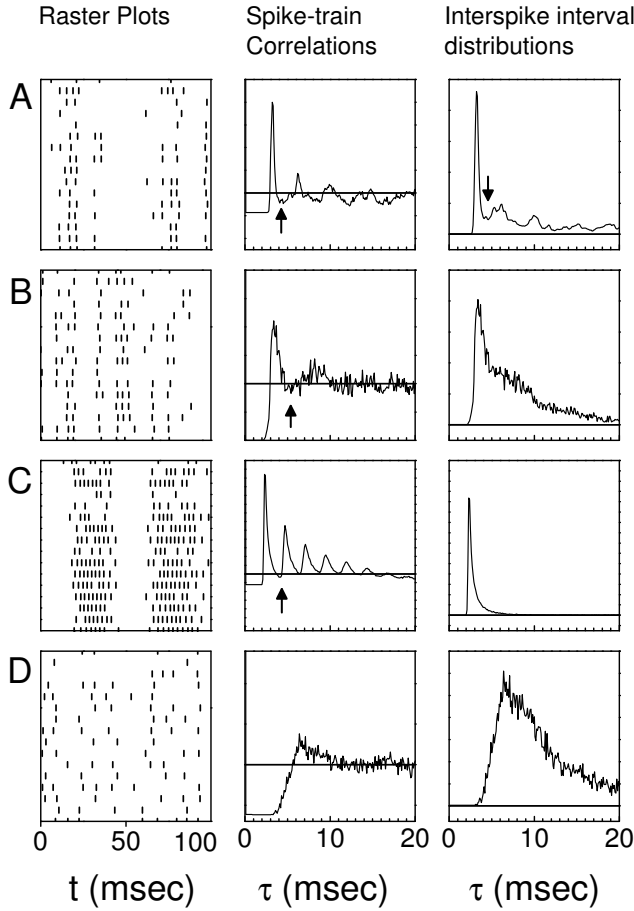 Raster Plots
Spike-train
Correlations
Interspike interval
distributions
A
B
C
D
0
50
100
0
10
20
0
10
20
t (msec)
τ (msec)
τ (msec)